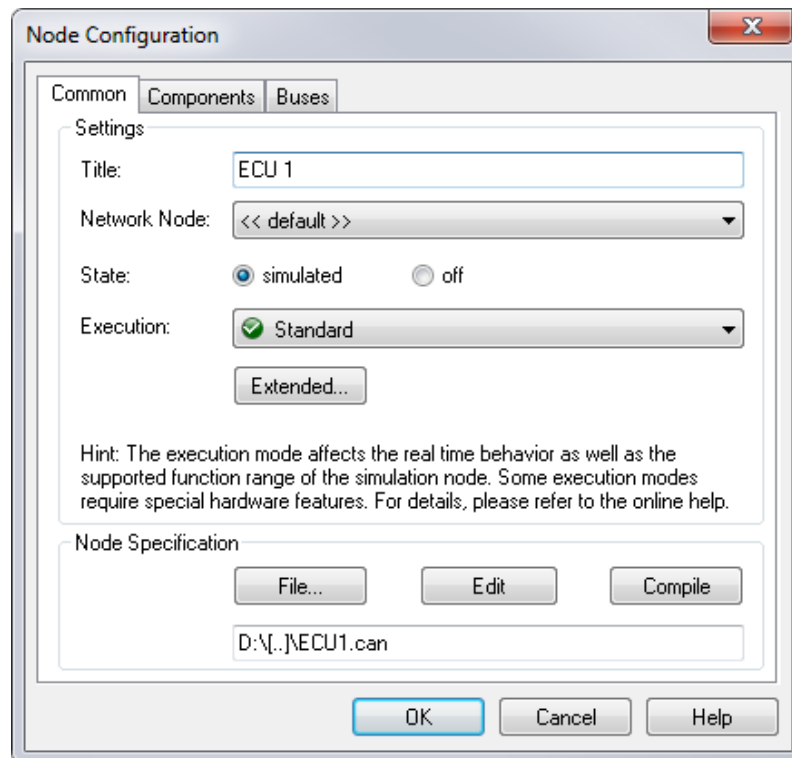 Node Configuration
Common Components Buses
Settings
Title: ECU 1
Network Node: << default >>
State: simulated off
Execution: Standard
Extended...
Hint: The execution mode affects the real time behavior as well as the
supported function range of the simulation node. Some execution modes
require special hardware features. For details, please refer to the online help.
Node Specification
File... Edit Compile
D:\[..]\ECU1.can
OK Cancel Help